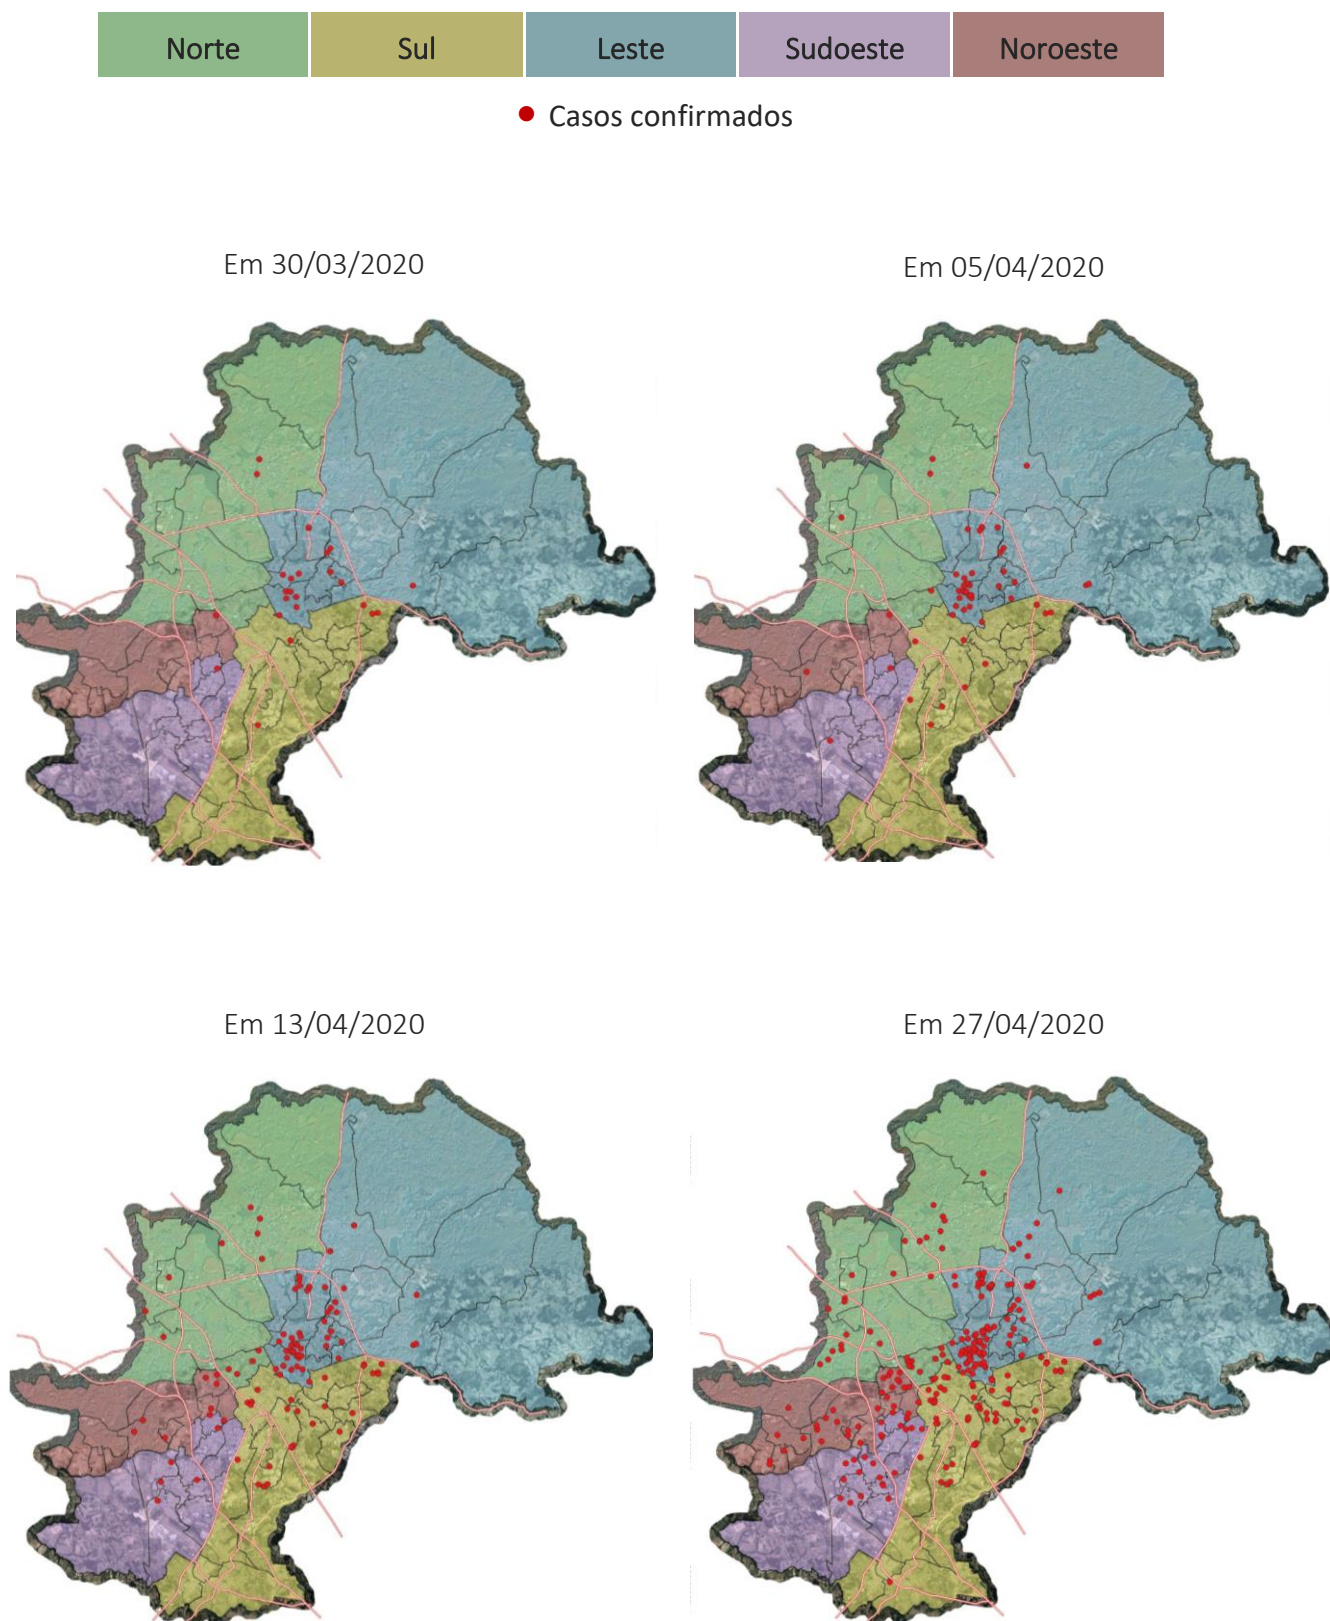 Norte Sul Leste Sudoeste Noroeste
Casos confirmados
Em 30/03/2020 Em 05/04/2020
Em 13/04/2020 Em 27/04/2020